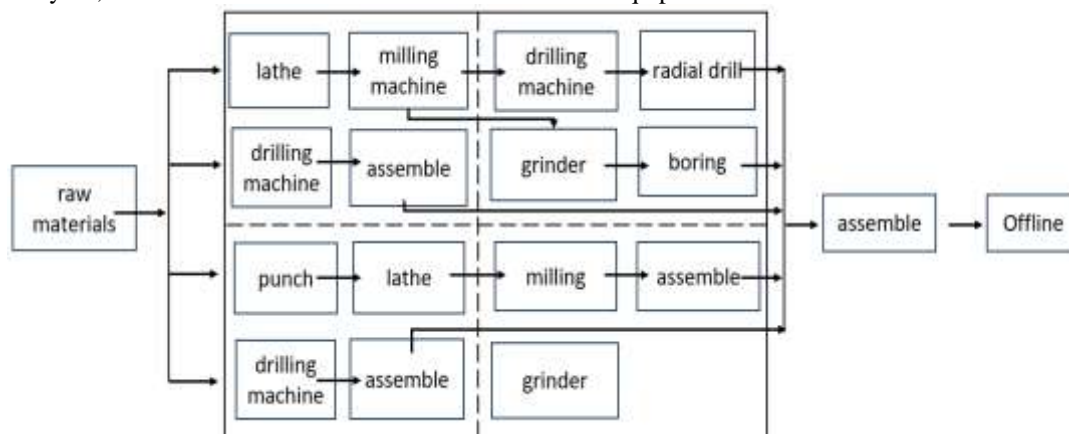 lathe
milling
machine
drilling
machine
radial drill
drilling
machine
assemble
grinder
boring
raw
materials
assemble
Offline
punch
lathe
milling
assemble
drilling
machine
assemble
grinder